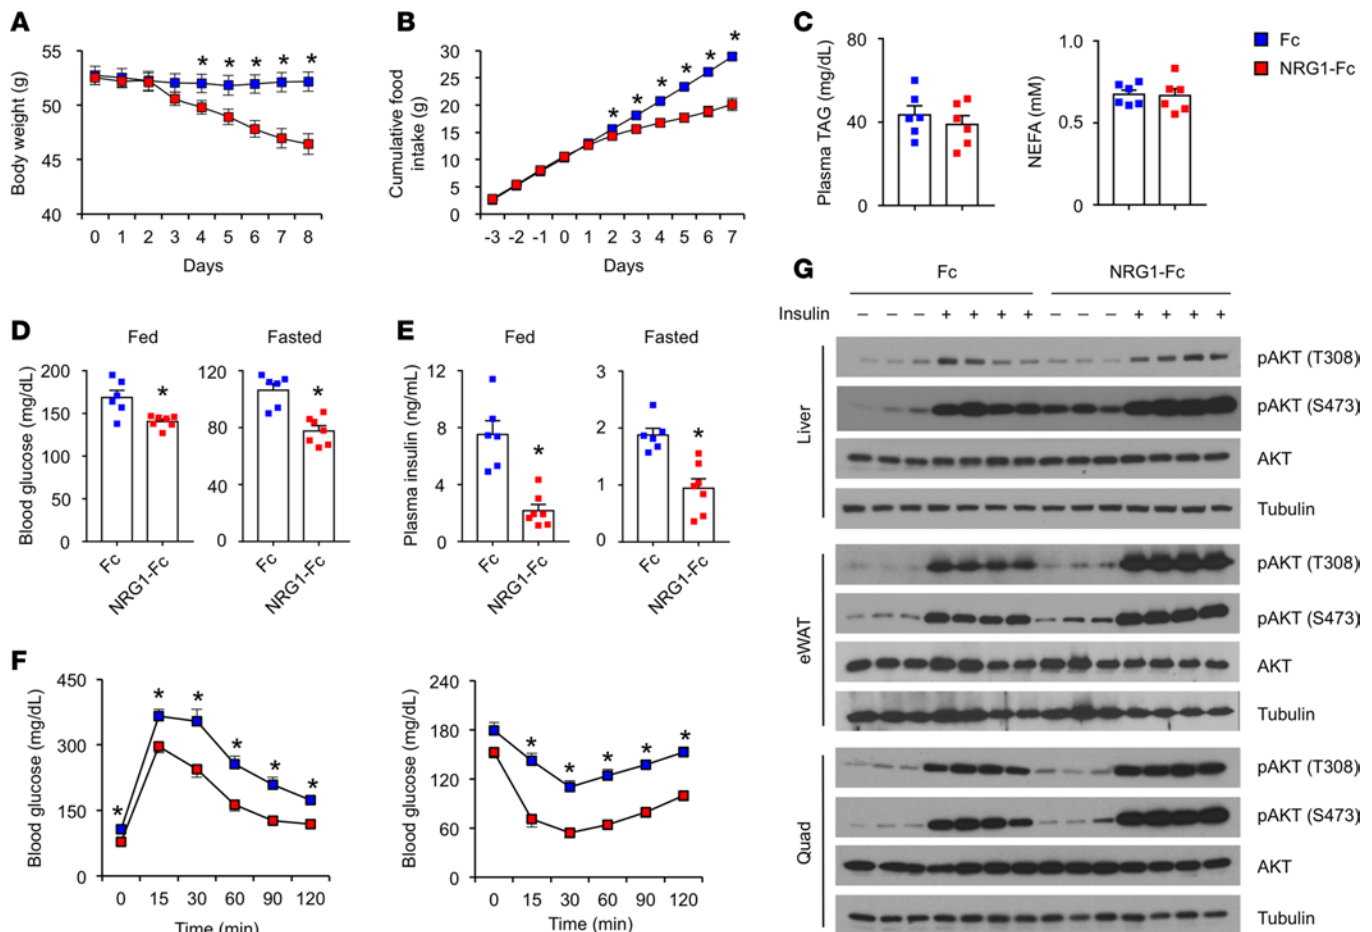 A
Body weight (g)
55
50
45
40
* * * * *
0 1 2 3 4 5 6 7 8
Days
B
Cumulative food
intake (g)
30
25
20
15
10
5
0
* * * * * *
-3 -2 -1 0 1 2 3 4 5 6 7
Days
C
Plasma TAG (mg/dL)
80
60
40
20
0
NEFA (mM)
1.0
0.5
0
Fc
NRG1-Fc
D
Fed
Blood glucose (mg/dL)
200
150
100
50
0
*
Fc
NRG1-Fc
Fasted
120
80
40
0
*
Fc
NRG1-Fc
E
Fed
Plasma insulin (ng/mL)
12
8
4
0
*
Fc
NRG1-Fc
Fasted
3
2
1
0
*
Fc
NRG1-Fc
F
Blood glucose (mg/dL)
450
300
150
0
* * * * * *
0 15 30 60 90 120
Time (min)
Blood glucose (mg/dL)
240
180
120
60
0
* * * * *
0 15 30 60 90 120
Time (min)
G
Fc
NRG1-Fc
Insulin – – – + + + + – – – + + + +
Liver
pAKT (T308)
pAKT (S473)
AKT
Tubulin
eWAT
pAKT (T308)
pAKT (S473)
AKT
Tubulin
Quad
pAKT (T308)
pAKT (S473)
AKT
Tubulin